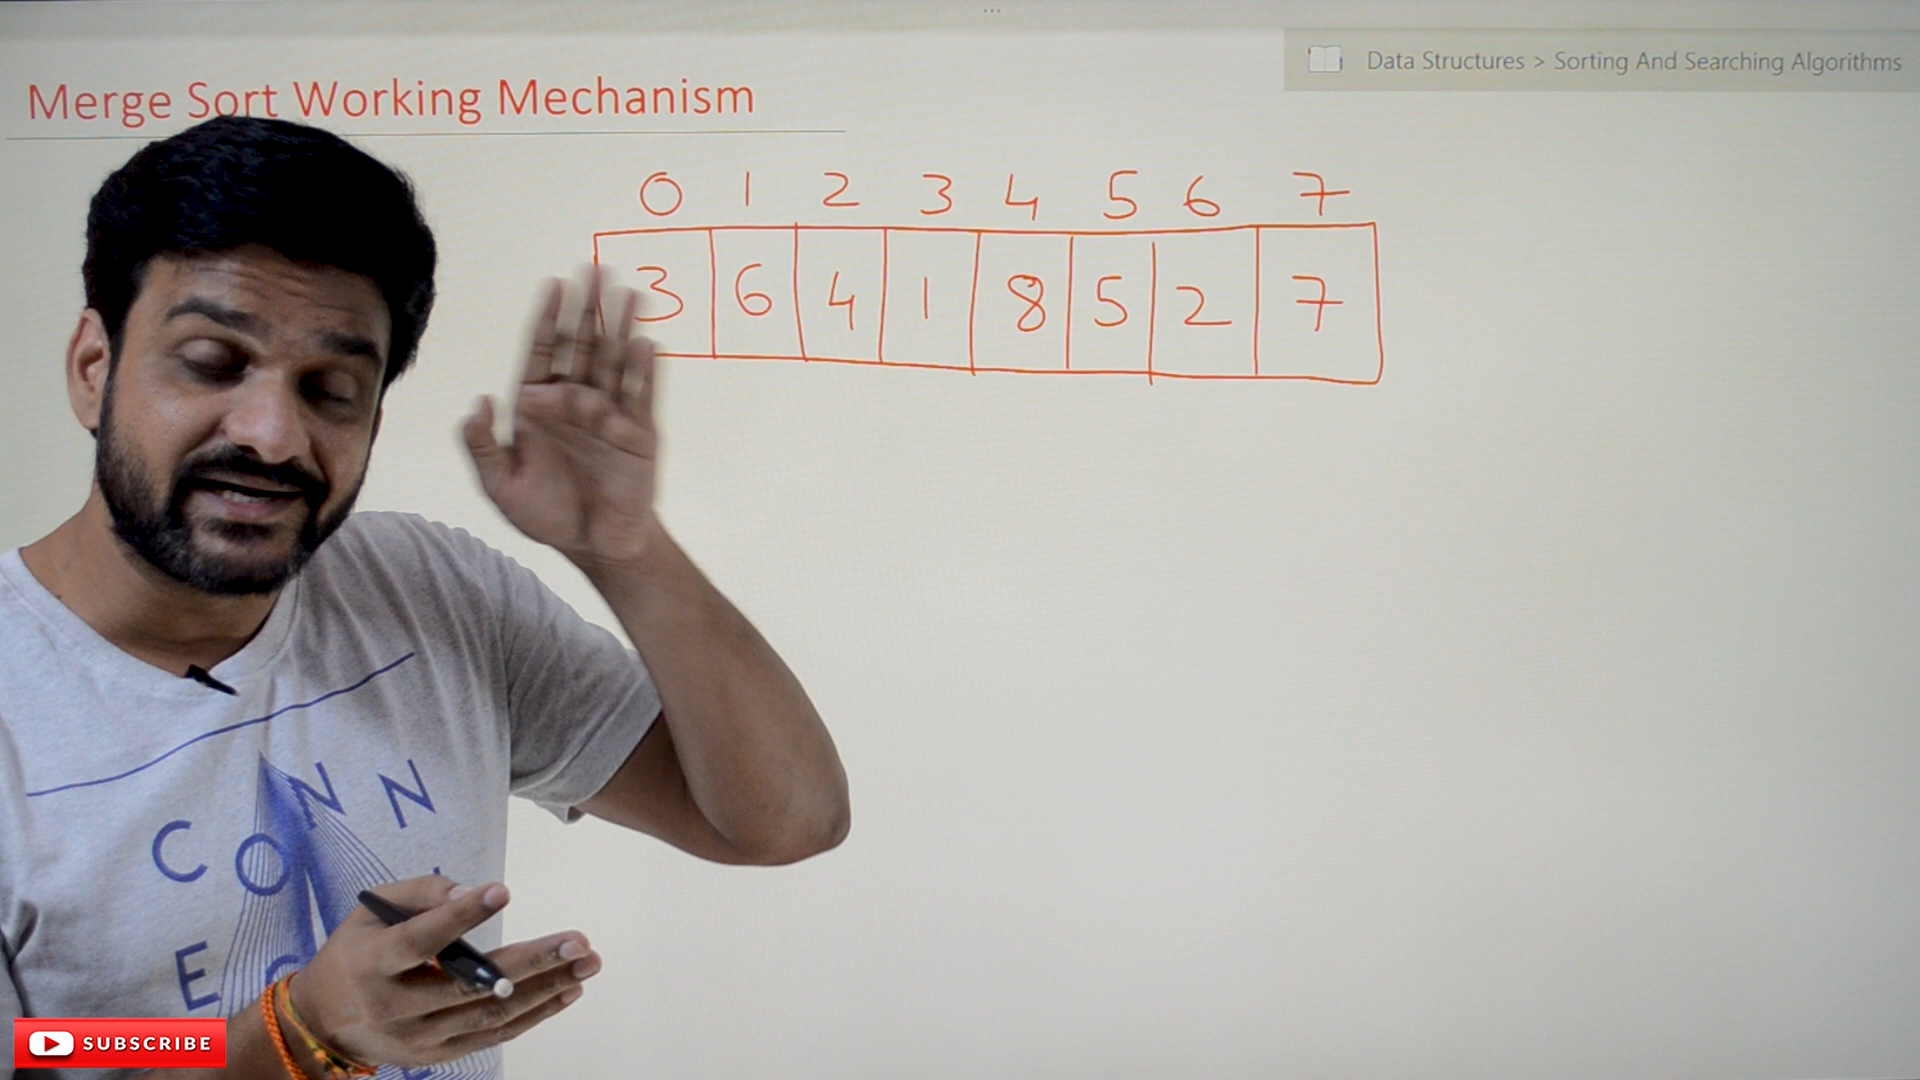 Data Structures > Sorting And Searching Algorithms
Merge Sort Working Mechanism
0 1 2 3 4 5 6 7
3 6 4 1 8 5 2 7
C O N N
E
SUBSCRIBE